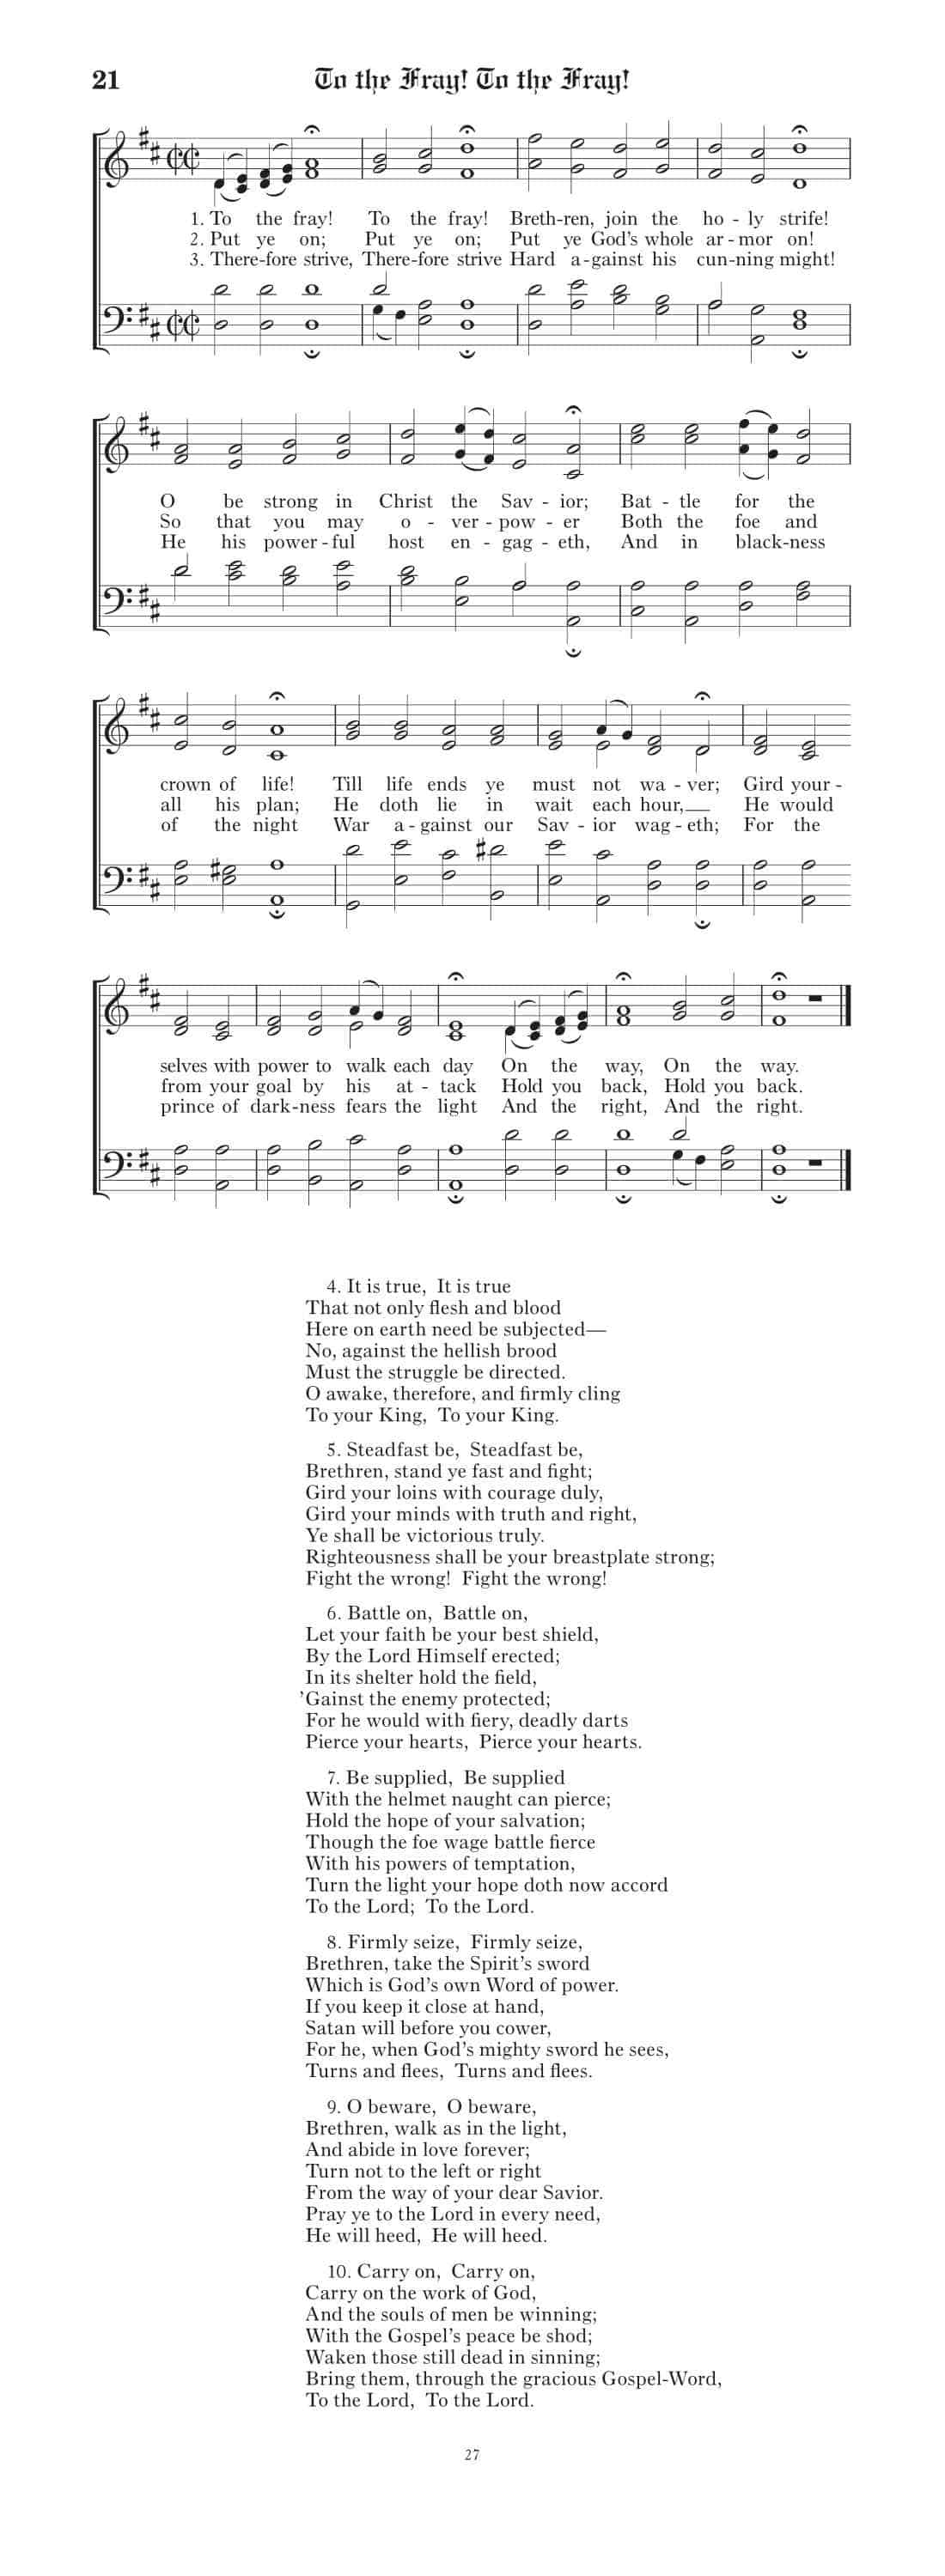 21 To the Fray! To the Fray!
1. To the fray! To the fray! Breth-ren, join the ho - ly strife!
2. Put ye on; Put ye on; Put ye God's whole ar - mor on!
3. There-fore strive, There-fore strive Hard a-gainst his cun-ning might!
O be strong in Christ the Sav - ior; Bat - tle for the
So that you may o - ver - pow - er Both the foe and
He his power - ful host en - gag - eth, And in black-ness
crown of life! Till life ends ye must not wa - ver; Gird your -
all his plan; He doth lie in wait each hour, He would
of the night War a - gainst our Sav - ior wag - eth; For the
selves with power to walk each day On the way, On the way.
from your goal by his at - tack Hold you back, Hold you back.
prince of dark-ness fears the light And the right, And the right.
4. It is true, It is true
That not only flesh and blood
Here on earth need be subjected—
No, against the hellish brood
Must the struggle be directed.
O awake, therefore, and firmly cling
To your King, To your King.
5. Steadfast be, Steadfast be,
Brethren, stand ye fast and fight;
Gird your loins with courage duly,
Gird your minds with truth and right,
Ye shall be victorious truly.
Righteousness shall be your breastplate strong;
Fight the wrong! Fight the wrong!
6. Battle on, Battle on,
Let your faith be your best shield,
By the Lord Himself erected;
In its shelter hold the field,
’Gainst the enemy protected;
For he would with fiery, deadly darts
Pierce your hearts, Pierce your hearts.
7. Be supplied, Be supplied
With the helmet naught can pierce;
Hold the hope of your salvation;
Though the foe wage battle fierce
With his powers of temptation,
Turn the light your hope doth now accord
To the Lord; To the Lord.
8. Firmly seize, Firmly seize,
Brethren, take the Spirit’s sword
Which is God’s own Word of power.
If you keep it close at hand,
Satan will before you cower,
For he, when God’s mighty sword he sees,
Turns and flees, Turns and flees.
9. O beware, O beware,
Brethren, walk as in the light,
And abide in love forever;
Turn not to the left or right
From the way of your dear Savior.
Pray ye to the Lord in every need,
He will heed, He will heed.
10. Carry on, Carry on,
Carry on the work of God,
And the souls of men be winning;
With the Gospel’s peace be shod;
Waken those still dead in sinning;
Bring them, through the gracious Gospel-Word,
To the Lord, To the Lord.
27